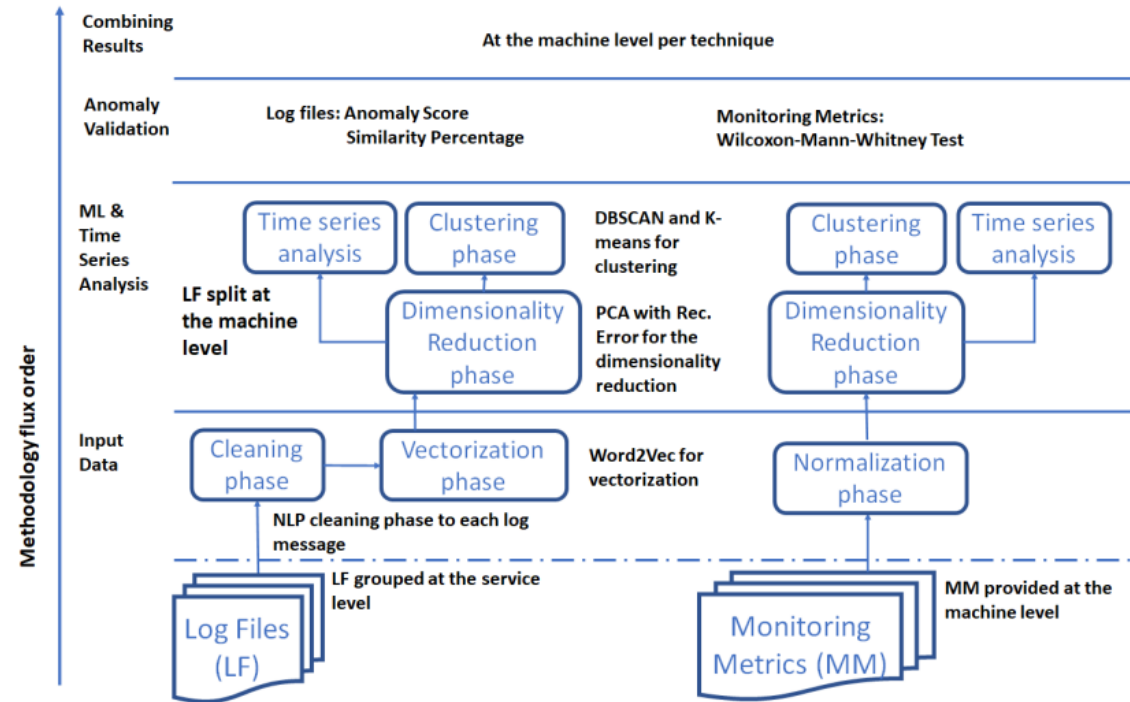 Combining
Results
At the machine level per technique
Anomaly
Validation
Log files: Anomaly Score
Similarity Percentage
Monitoring Metrics:
Wilcoxon-Mann-Whitney Test
ML &
Time
Series
Analysis
Time series
analysis
Clustering
phase
DBSCAN and K-
means for
clustering
Clustering
phase
Time series
analysis
LF split at
the machine
level
Dimensionality
Reduction
phase
PCA with Rec.
Error for the
dimensionality
reduction
Dimensionality
Reduction
phase
Methodology flux order
Input
Data
Cleaning
phase
Vectorization
phase
Word2Vec for
vectorization
Normalization
phase
NLP cleaning phase to each log
message
LF grouped at the service
level
Log Files
(LF)
Monitoring
Metrics (MM)
MM provided at the
machine level